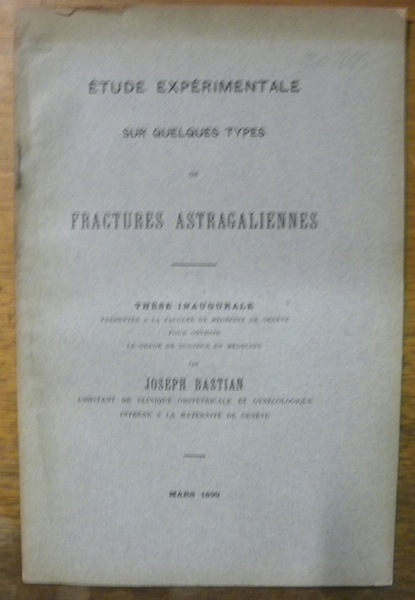 ÉTUDE EXPÉRIMENTALE
SUR QUELQUES TYPES
DE
FRACTURES ASTRAGALIENNES
THÈSE INAUGURALE
PRÉSENTÉE A LA FACULTÉ DE MÉDECINE DE GENÈVE
POUR OBTENIR
LE GRADE DE DOCTEUR EN MÉDECINE
PAR
JOSEPH BASTIAN
ASSISTANT DE CLINIQUE OBSTÉTRICALE ET GYNÉCOLOGIQUE
INTERNE A LA MATERNITÉ DE GENÈVE
MARS 1899